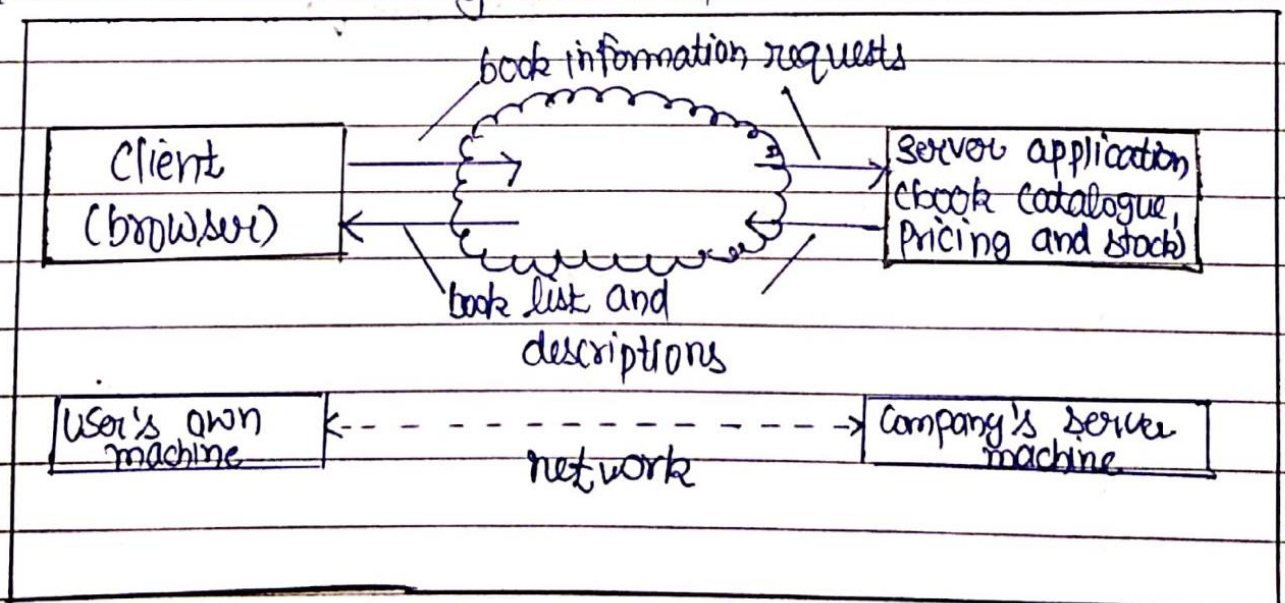 book information requests
Client
(browser)
server application
(book catalogue,
pricing and stock)
book list and
descriptions
User's own
machine
network
Company's server
machine